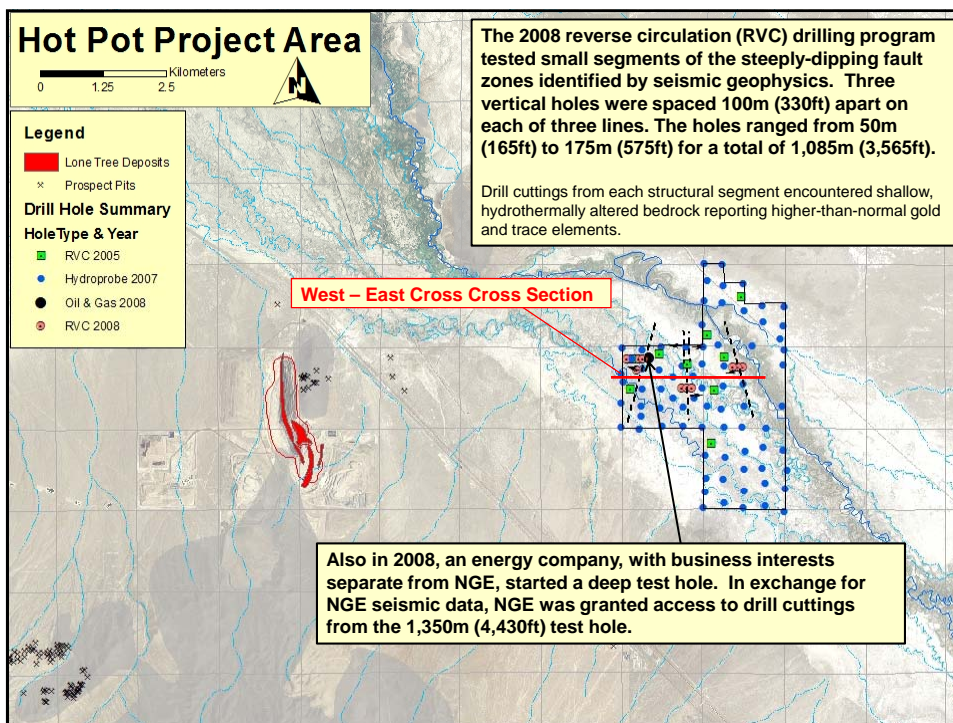 Hot Pot Project Area
Kilometers
0 1.25 2.5
N
The 2008 reverse circulation (RVC) drilling program
tested small segments of the steeply-dipping fault
zones identified by seismic geophysics. Three
vertical holes were spaced 100m (330ft) apart on
each of three lines. The holes ranged from 50m
(165ft) to 175m (575ft) for a total of 1,085m (3,565ft).
Drill cuttings from each structural segment encountered shallow,
hydrothermally altered bedrock reporting higher-than-normal gold
and trace elements.
Legend
Lone Tree Deposits
Prospect Pits
Drill Hole Summary
HoleType & Year
RVC 2005
Hydroprobe 2007
Oil & Gas 2008
RVC 2008
West – East Cross Cross Section
Also in 2008, an energy company, with business interests
separate from NGE, started a deep test hole. In exchange for
NGE seismic data, NGE was granted access to drill cuttings
from the 1,350m (4,430ft) test hole.